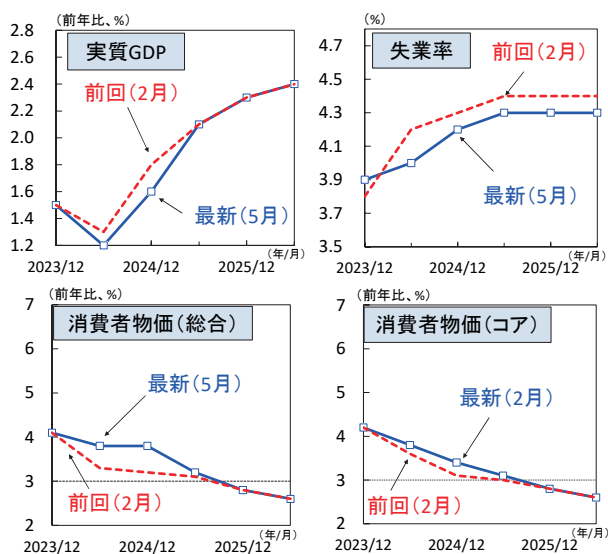 (前年比、%)
実質GDP
2.8
2.6
2.4
2.2
2.0
1.8
1.6
1.4
1.2
前回(2月)
最新(5月)
2023/12
2024/12
2025/12
(年/月)
(%)
失業率
4.7
4.5
4.3
4.1
3.9
3.7
3.5
前回(2月)
最新(5月)
2023/12
2024/12
2025/12
(年/月)
(前年比、%)
消費者物価(総合)
7
6
5
4
3
2
最新(5月)
前回(2月)
2023/12
2024/12
2025/12
(年/月)
(前年比、%)
消費者物価(コア)
7
6
5
4
3
2
最新(2月)
前回(2月)
2023/12
2024/12
2025/12
(年/月)